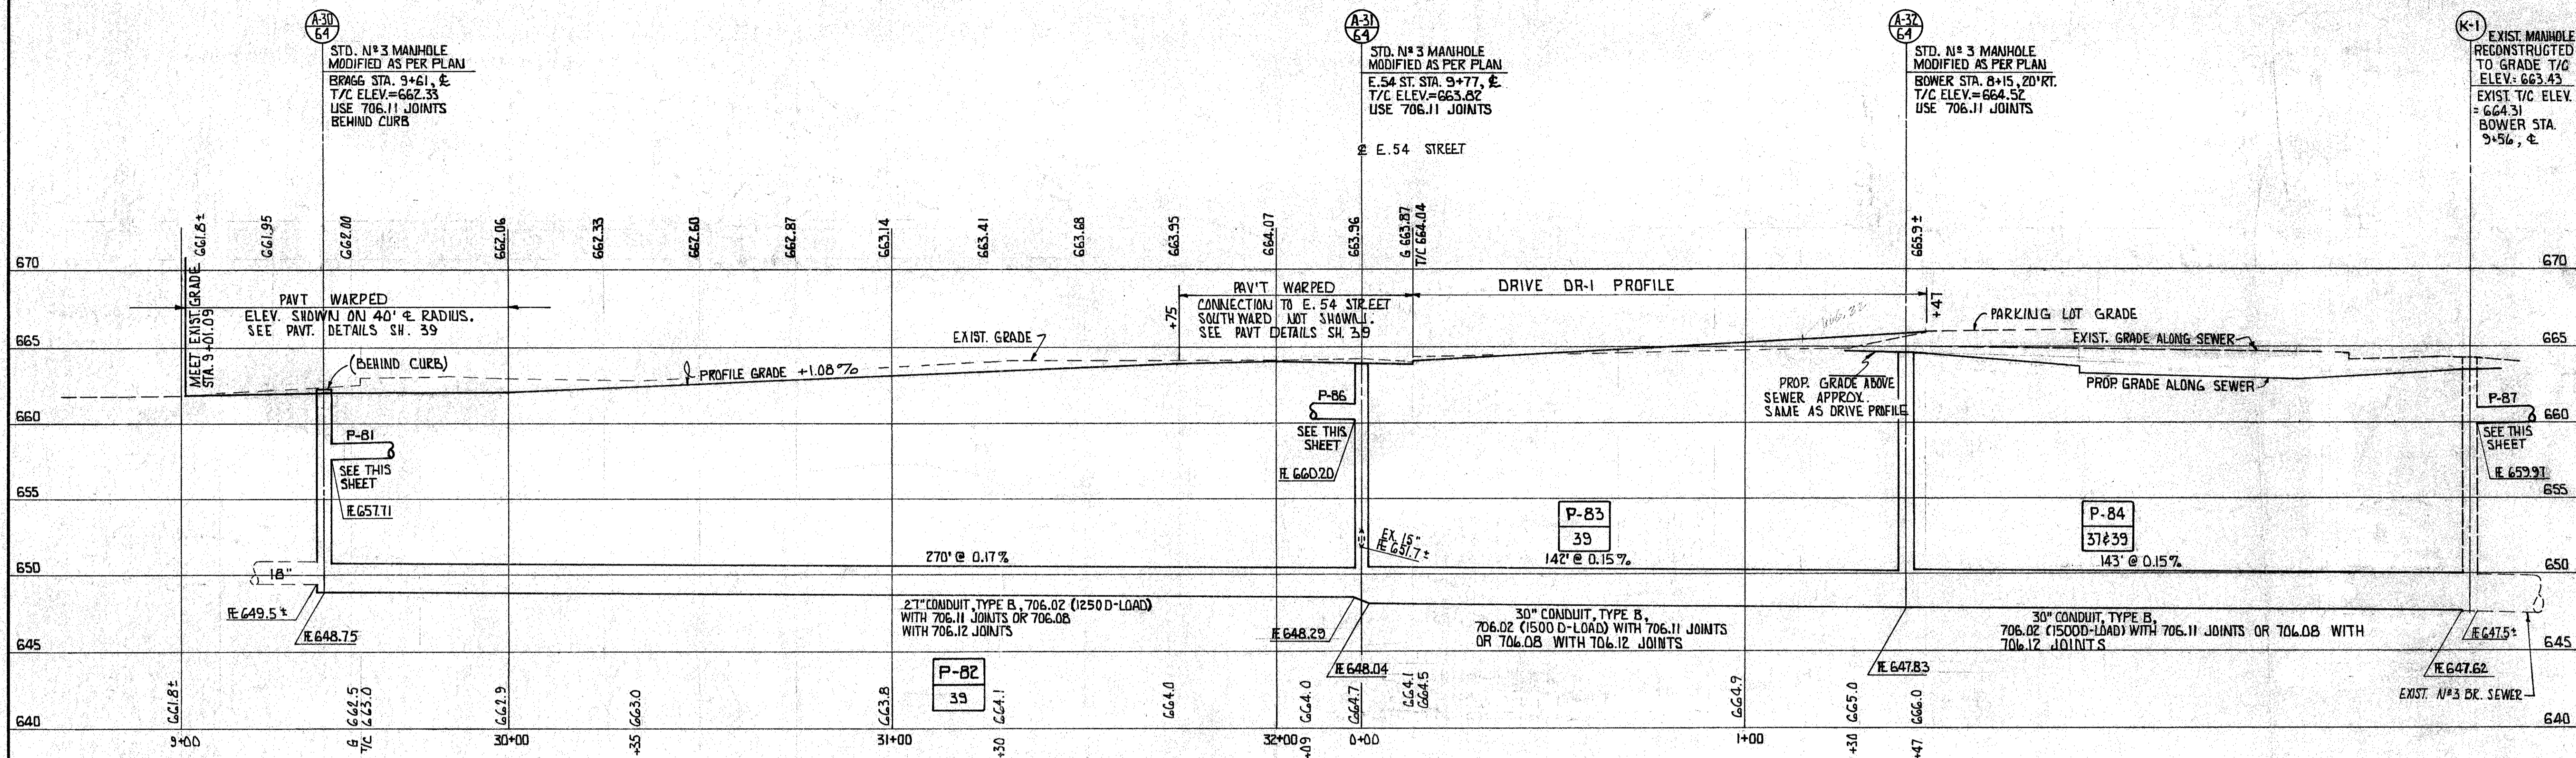 A-30
64
STD. Nº 3 MANHOLE
MODIFIED AS PER PLAN
BRAGG STA. 9+61, ℄
T/C ELEV.=662.33
USE 706.11 JOINTS
BEHIND CURB
A-31
64
STD. Nº 3 MANHOLE
MODIFIED AS PER PLAN
E.54 ST. STA. 9+77, ℄
T/C ELEV.=663.82
USE 706.11 JOINTS
℄ E.54 STREET
A-32
64
STD. Nº 3 MANHOLE
MODIFIED AS PER PLAN
BOWER STA. 8+15, 20' RT.
T/C ELEV.=664.52
USE 706.11 JOINTS
K-1
EXIST. MANHOLE
RECONSTRUCTED
TO GRADE T/C
ELEV.= 663.43
EXIST. T/C ELEV.
= 664.31
BOWER STA.
9+56, ℄
661.8±
661.95
662.00
662.06
662.33
662.60
662.87
663.14
663.41
663.68
663.95
664.07
663.96
G 663.87
T/C 664.04
665.9±
670
670
MEET EXIST. GRADE
STA. 9+01.09
PAVT WARPED
ELEV. SHOWN ON 40' ℄ RADIUS.
SEE PAVT. DETAILS SH. 39
+75
PAV'T WARPED
CONNECTION TO E. 54 STREET
SOUTHWARD NOT SHOWN.
SEE PAVT DETAILS SH. 39
DRIVE DR-1 PROFILE
+47
PARKING LOT GRADE
EXIST. GRADE
EXIST. GRADE ALONG SEWER
665
665
(BEHIND CURB)
PROFILE GRADE +1.08%
PROP. GRADE ABOVE
SEWER APPROX.
SAME AS DRIVE PROFILE
PROP. GRADE ALONG SEWER
660
660
P-81
SEE THIS
SHEET
FE 657.71
P-86
SEE THIS
SHEET
FE 660.20
P-87
SEE THIS
SHEET
FE 659.97
655
655
P-83
39
P-84
37&39
EX. 15"
FE 651.7±
270' @ 0.17%
142' @ 0.15%
143' @ 0.15%
650
650
18"
FE 649.5±
FE 648.75
27" CONDUIT, TYPE B, 706.02 (1250 D-LOAD)
WITH 706.11 JOINTS OR 706.08
WITH 706.12 JOINTS
FE 648.29
FE 648.04
30" CONDUIT, TYPE B,
706.02 (1500 D-LOAD) WITH 706.11 JOINTS
OR 706.08 WITH 706.12 JOINTS
FE 647.83
30" CONDUIT, TYPE B,
706.02 (1500D-LOAD) WITH 706.11 JOINTS OR 706.08 WITH
706.12 JOINTS
FE 647.5±
FE 647.62
EXIST. Nº3 BR. SEWER
645
645
P-82
39
661.8±
G 662.5
T/C 663.0
662.9
663.0
663.8
664.1
664.0
664.0
664.7
664.1
664.5
664.9
665.0
666.0
640
640
9+00
30+00
+35
31+00
+30
32+00
+09
0+00
1+00
+30
+47